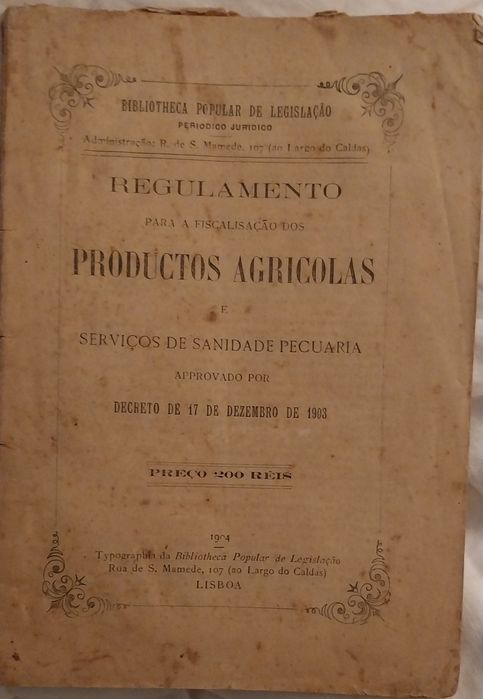 BIBLIOTHECA POPULAR DE LEGISLAÇÃO
PERIODICO JURIDICO
Administração: R. de S. Mamede, 107 (ao Largo do Caldas)
REGULAMENTO
PARA A FISCALISAÇÃO DOS
PRODUCTOS AGRICOLAS
E
SERVIÇOS DE SANIDADE PECUARIA
APPROVADO POR
DECRETO DE 17 DE DEZEMBRO DE 1903
PREÇO 200 RÉIS
1904
Typographia da Bibliotheca Popular de Legislação
Rua de S. Mamede, 107 (ao Largo do Caldas)
LISBOA